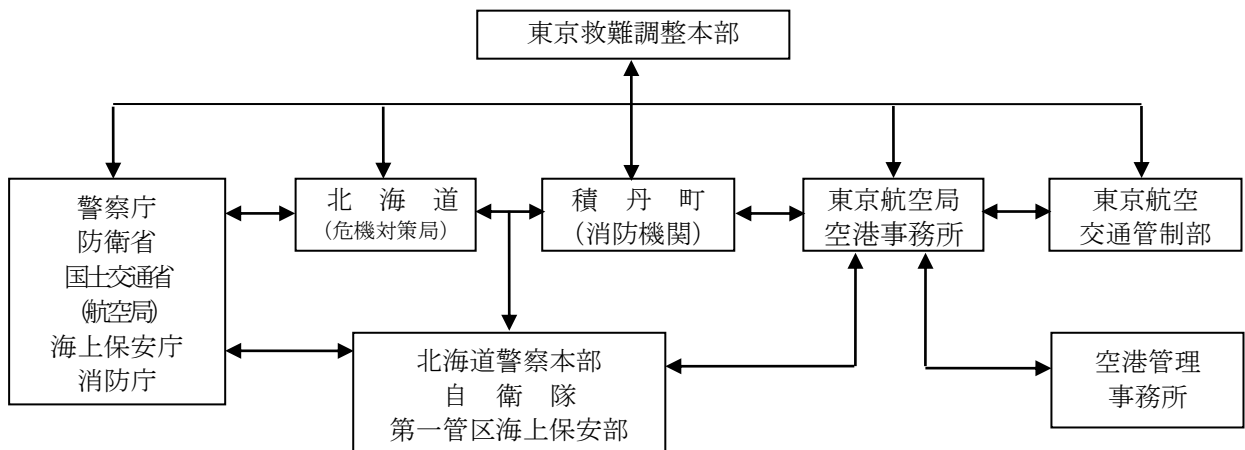 東京救難調整本部
警察庁
防衛省
国土交通省
(航空局)
海上保安庁
消防庁
北　海　道
(危機対策局)
積　丹　町
(消防機関)
東京航空局
空港事務所
東京航空
交通管制部
北海道警察本部
自　衛　隊
第一管区海上保安部
空港管理
事務所